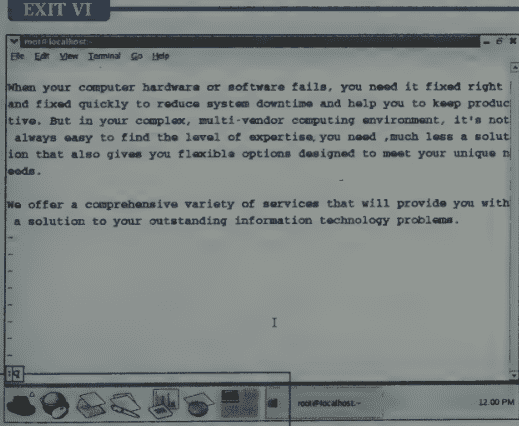 EXIT VI
root@localhost:~
File Edit View Terminal Go Help
When your computer hardware or software fails, you need it fixed right
and fixed quickly to reduce system downtime and help you to keep produc
tive. But in your complex, multi-vendor computing environment, it's not
always easy to find the level of expertise,you need ,much less a solut
ion that also gives you flexible options designed to meet your unique n
eeds.
We offer a comprehensive variety of services that will provide you with
a solution to your outstanding information technology problems.
~
~
~
~
~
~
~
:q
root@localhost:~
12:00 PM